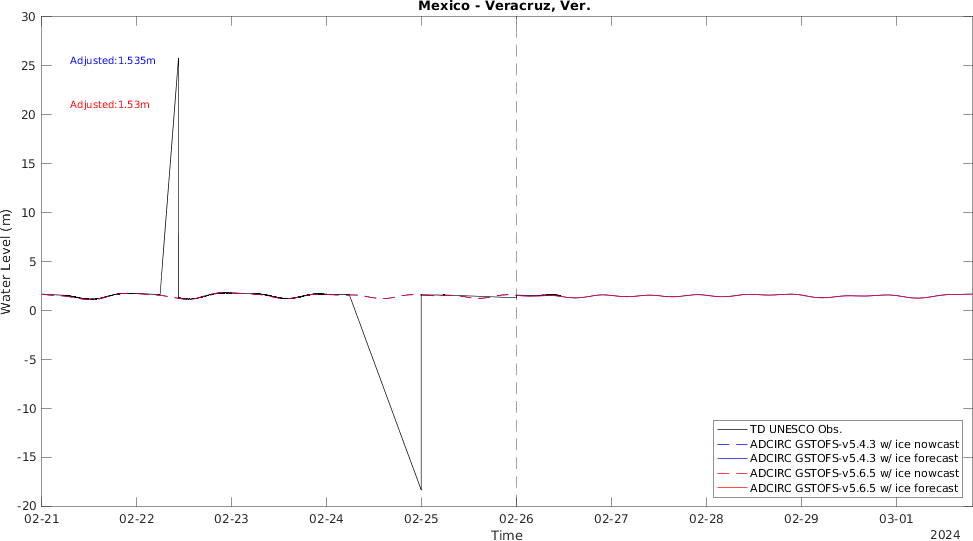 Mexico - Veracruz, Ver.
30
25
20
15
10
5
0
-5
-10
-15
-20
Water Level (m)
Adjusted:1.535m
Adjusted:1.53m
TD UNESCO Obs.
ADCIRC GSTOFS-v5.4.3 w/ ice nowcast
ADCIRC GSTOFS-v5.4.3 w/ ice forecast
ADCIRC GSTOFS-v5.6.5 w/ ice nowcast
ADCIRC GSTOFS-v5.6.5 w/ ice forecast
02-21 02-22 02-23 02-24 02-25 02-26 02-27 02-28 02-29 03-01
Time
2024